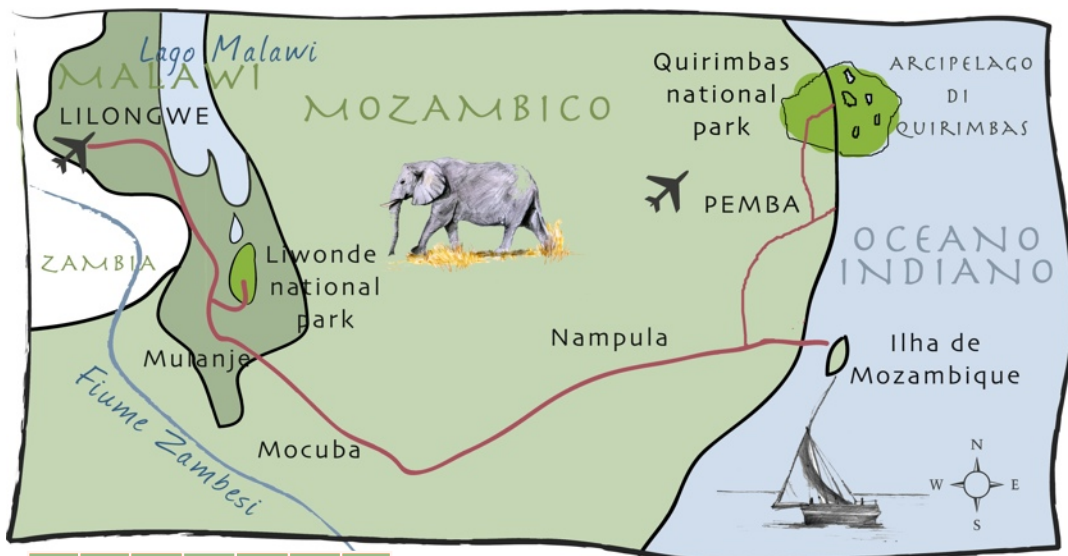 Lago Malawi
MALAWI
LILONGWE
MOZAMBICO
Quirimbas
national
park
ARCIPELAGO
DI
QUIRIMBAS
PEMBA
ZAMBIA
Liwonde
national
park
OCEANO
INDIANO
Mulanje
Nampula
Ilha de
Mozambique
Fiume Zambesi
Mocuba
N
W
E
S